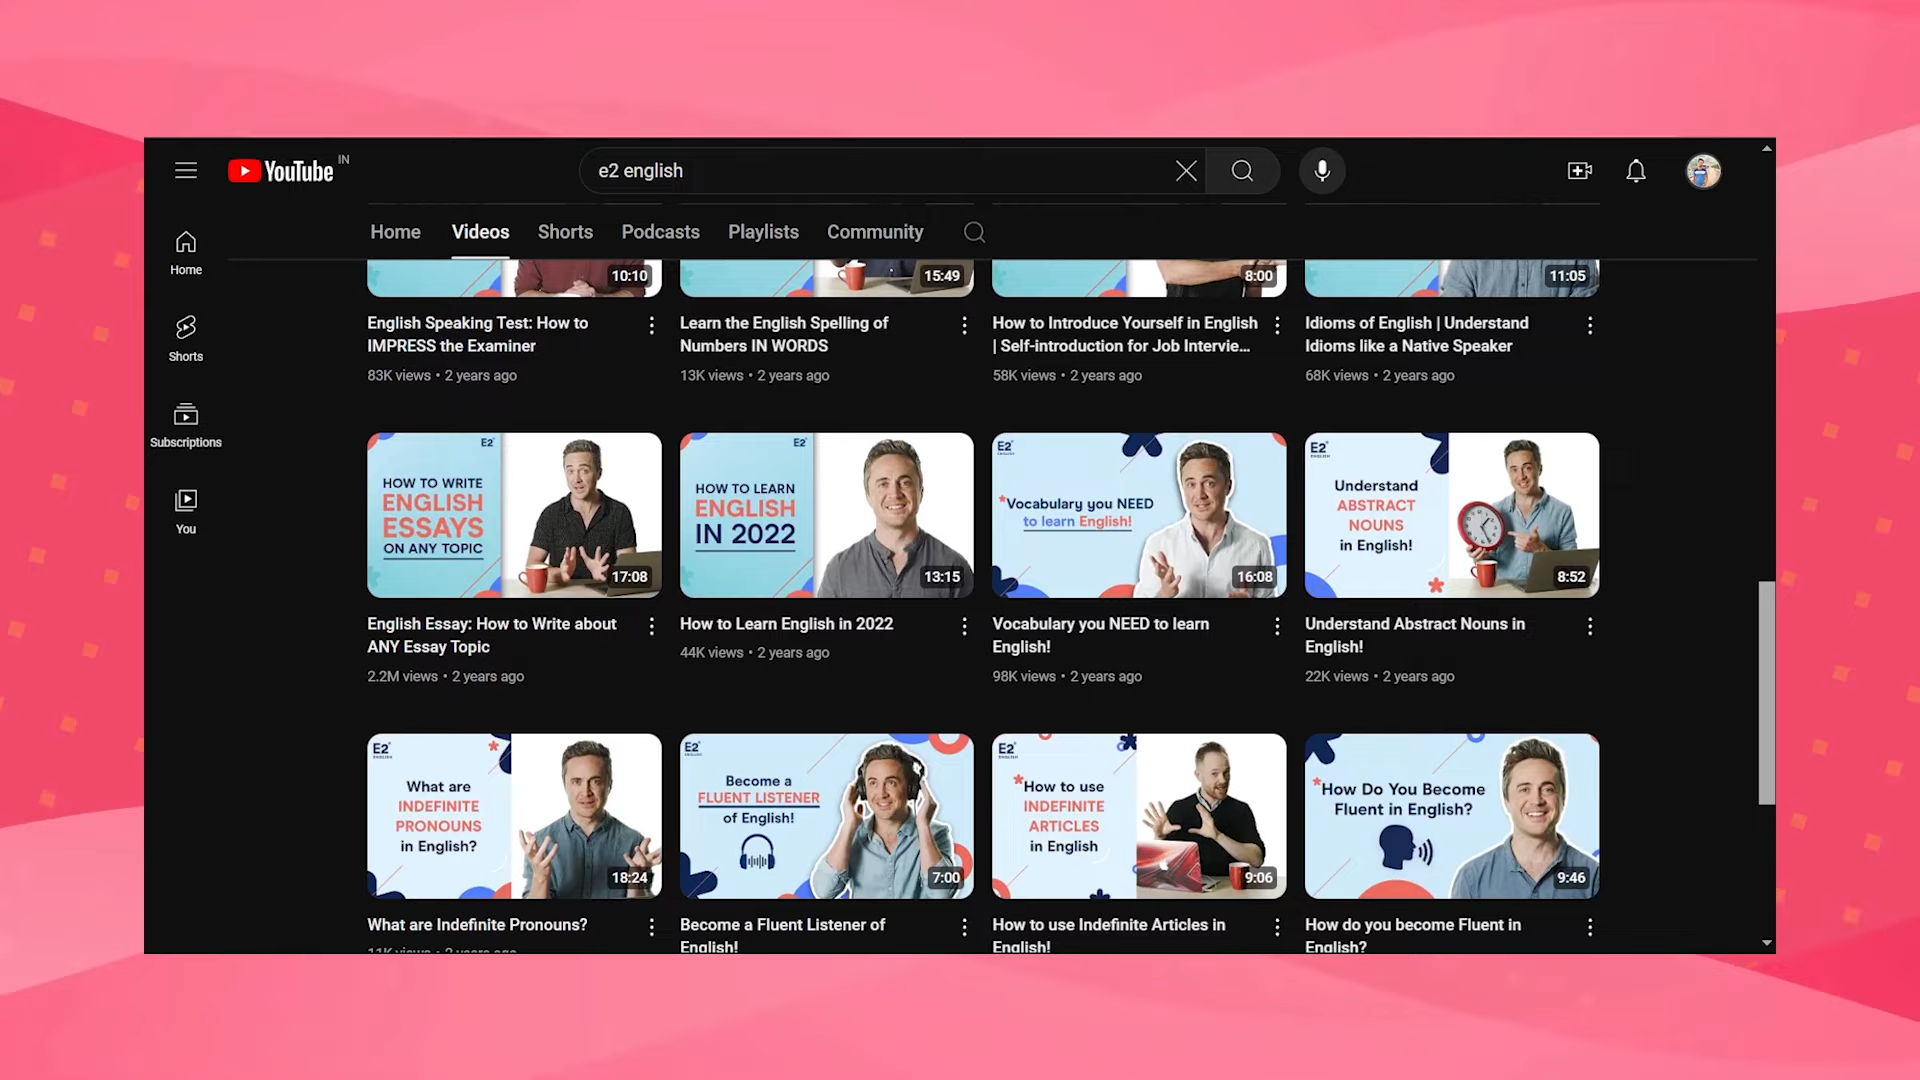 YouTube IN
e2 english
Home
Videos
Shorts
Podcasts
Playlists
Community
Home
Shorts
Subscriptions
You
10:10
15:49
8:00
11:05
English Speaking Test: How to
IMPRESS the Examiner
83K views • 2 years ago
Learn the English Spelling of
Numbers IN WORDS
13K views • 2 years ago
How to Introduce Yourself in English
| Self-introduction for Job Intervie...
58K views • 2 years ago
Idioms of English | Understand
Idioms like a Native Speaker
68K views • 2 years ago
E2
HOW TO WRITE
ENGLISH
ESSAYS
ON ANY TOPIC
17:08
E2
HOW TO LEARN
ENGLISH
IN 2022
13:15
E2
ENGLISH
*Vocabulary you NEED
to learn English!
16:08
E2
ENGLISH
Understand
ABSTRACT
NOUNS
in English!
8:52
English Essay: How to Write about
ANY Essay Topic
2.2M views • 2 years ago
How to Learn English in 2022
44K views • 2 years ago
Vocabulary you NEED to learn
English!
98K views • 2 years ago
Understand Abstract Nouns in
English!
22K views • 2 years ago
E2
ENGLISH
What are
INDEFINITE
PRONOUNS
in English?
18:24
E2
ENGLISH
Become a
FLUENT LISTENER
of English!
7:00
E2
ENGLISH
*How to use
INDEFINITE
ARTICLES
in English
9:06
*How Do You Become
Fluent in English?
9:46
What are Indefinite Pronouns?
11K views • 2 years ago
Become a Fluent Listener of
English!
How to use Indefinite Articles in
English!
How do you become Fluent in
English?